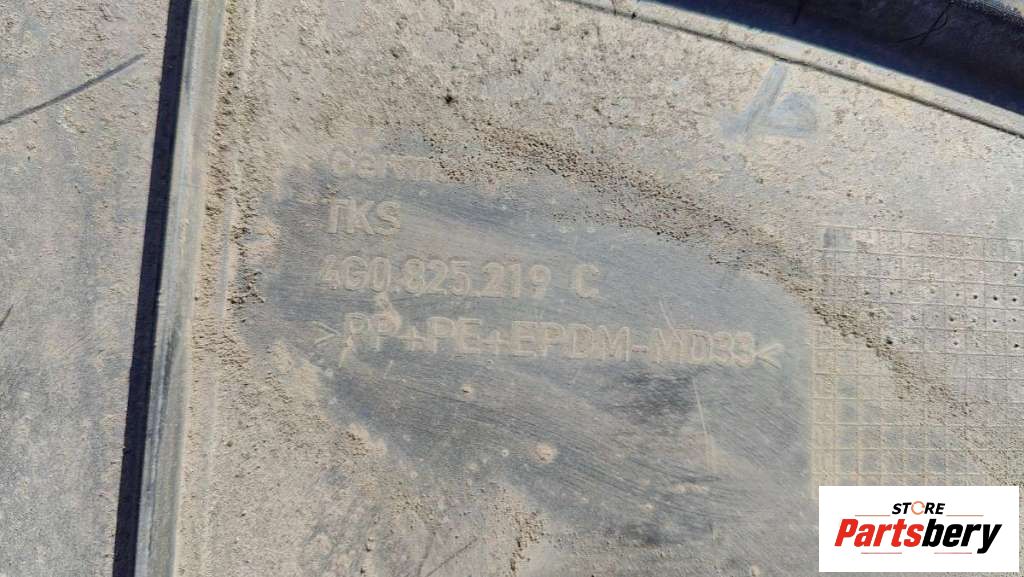 TKS
4G0.825.219 C
>PP+PE+EPDM-MD33<
STORE
Partsbery